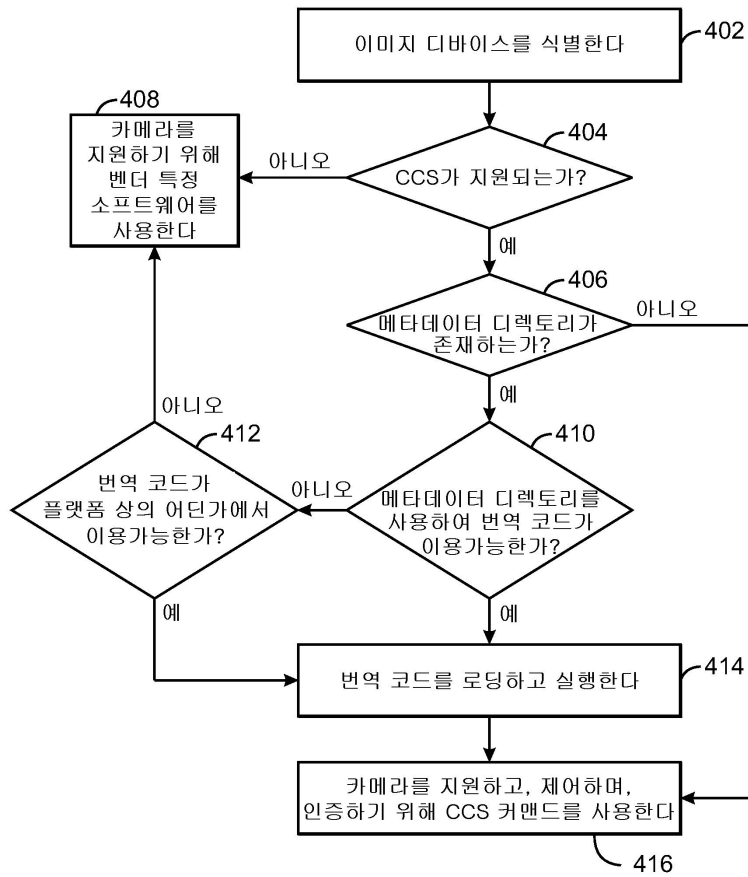 이미지 디바이스를 식별한다
402
408
카메라를
지원하기 위해
벤더 특정
소프트웨어를
사용한다
아니오
404
CCS가 지원되는가?
예
406
메타데이터 디렉토리가
존재하는가?
아니오
예
아니오
412
번역 코드가
플랫폼 상의 어딘가에서
이용가능한가?
아니오
410
메타데이터 디렉토리를
사용하여 번역 코드가
이용가능한가?
예
예
번역 코드를 로딩하고 실행한다
414
카메라를 지원하고, 제어하며,
인증하기 위해 CCS 커맨드를 사용한다
416